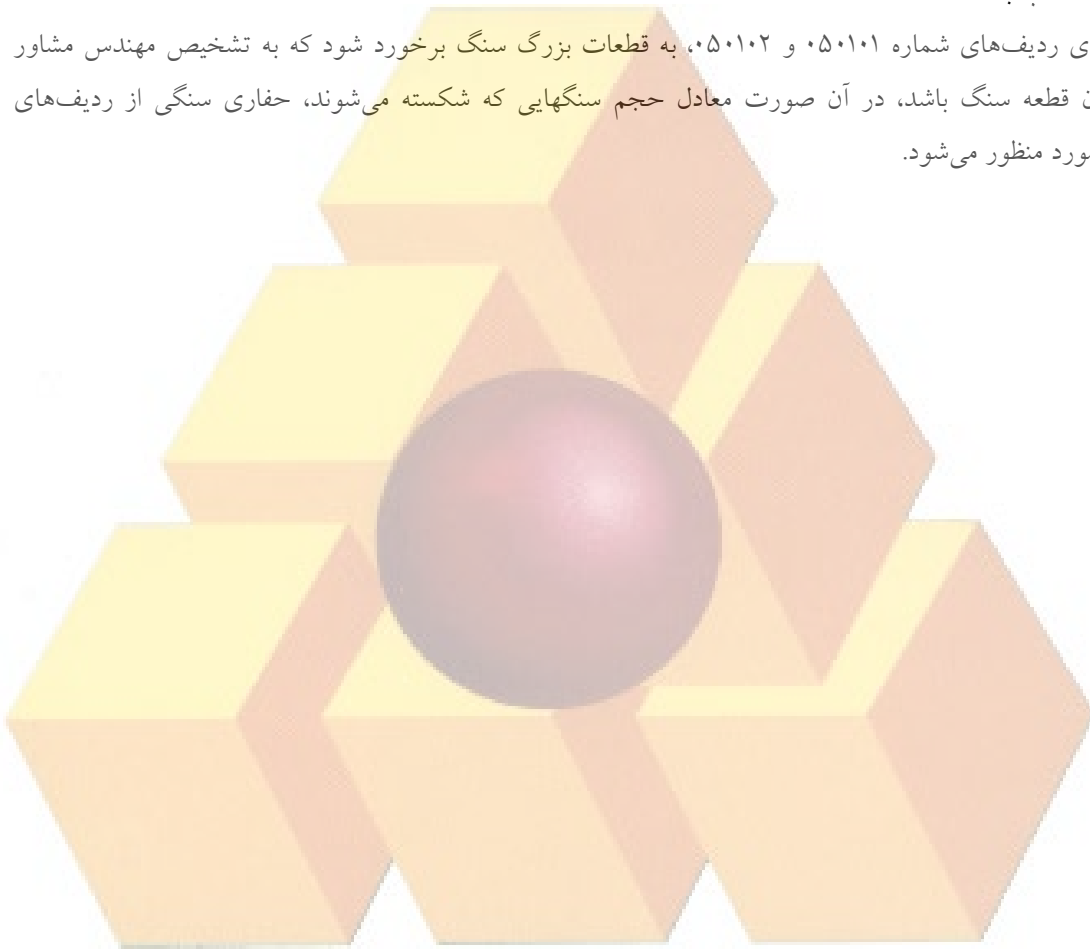 ردیف‌های شماره ۰۵۰۱۰۱ و ۰۵۰۱۰۲، به قطعات بزرگ سنگ برخورد شود که به تشخیص مهندس مشاور
قطعه سنگ باشد، در آن صورت معادل حجم سنگهایی که شکسته می‌شوند، حفاری سنگی از ردیف‌های
منظور می‌شود.